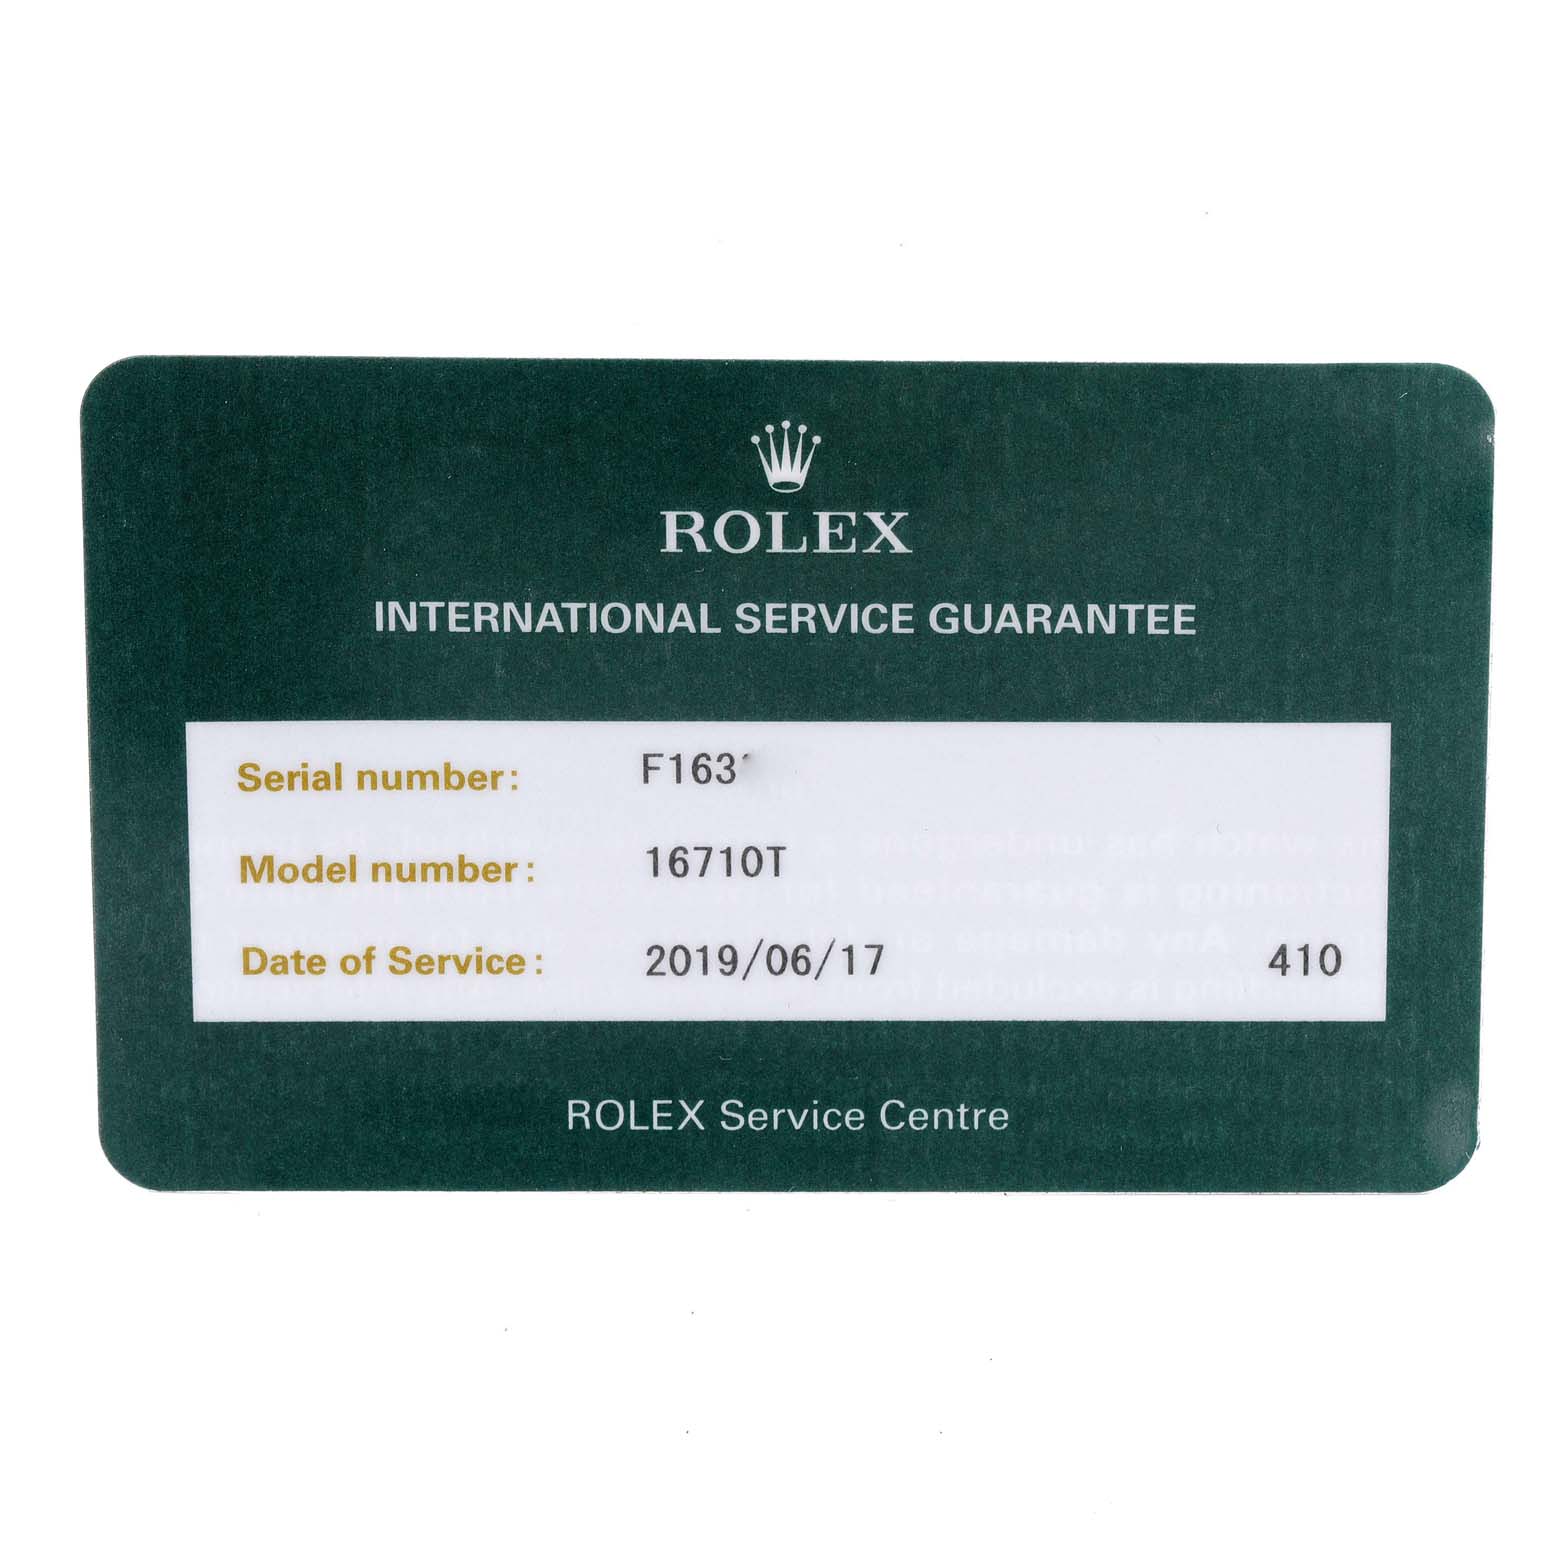 ROLEX
INTERNATIONAL SERVICE GUARANTEE
Serial number: F163
Model number: 16710T
Date of Service: 2019/06/17 410
ROLEX Service Centre